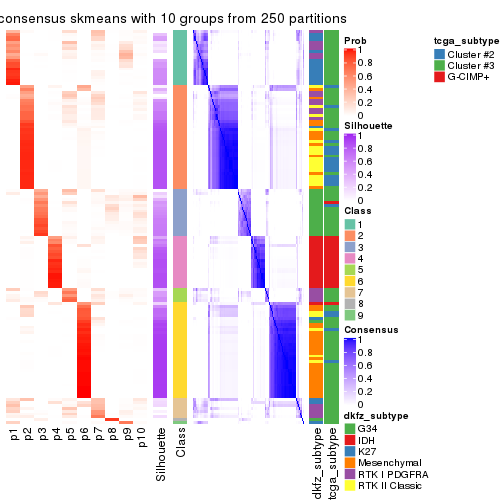 consensus skmeans with 10 groups from 250 partitions
Prob
1
0.8
0.6
0.4
0.2
0
Silhouette
1
0.8
0.6
0.4
0.2
0
Class
1
2
3
4
5
6
7
8
9
Consensus
1
0.8
0.6
0.4
0.2
0
dkfz_subtype
G34
IDH
K27
Mesenchymal
RTK I PDGFRA
RTK II Classic
tcga_subtype
Cluster #2
Cluster #3
G-CIMP+
p1
p2
p3
p4
p5
p6
p7
p8
p9
p10
Silhouette
Class
dkfz_subtype
tcga_subtype